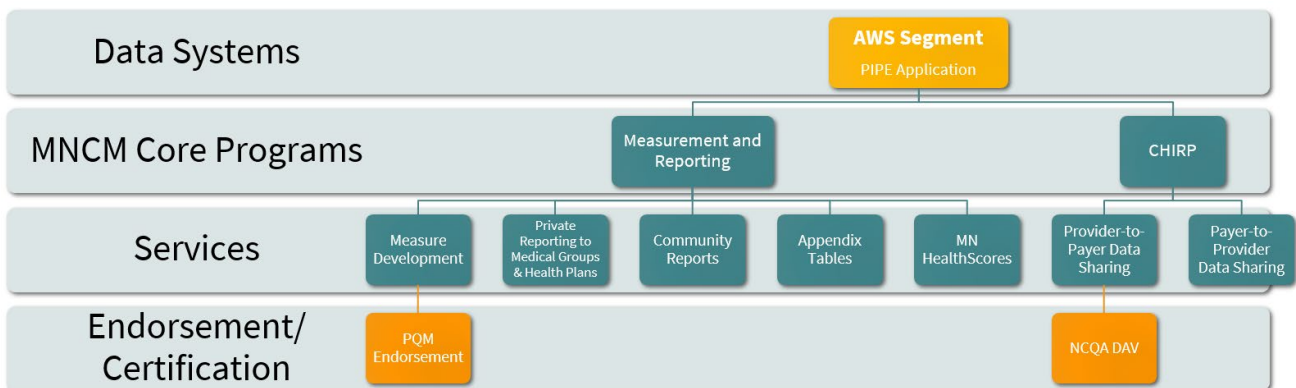 Data Systems
AWS Segment
PIPE Application
MNCM Core Programs
Measurement and
Reporting
CHIRP
Services
Measure
Development
Private
Reporting to
Medical Groups
& Health Plans
Community
Reports
Appendix
Tables
MN
HealthScores
Provider-to-
Payer Data
Sharing
Payer-to-
Provider
Data Sharing
Endorsement/
Certification
PQM
Endorsement
NCQA DAV